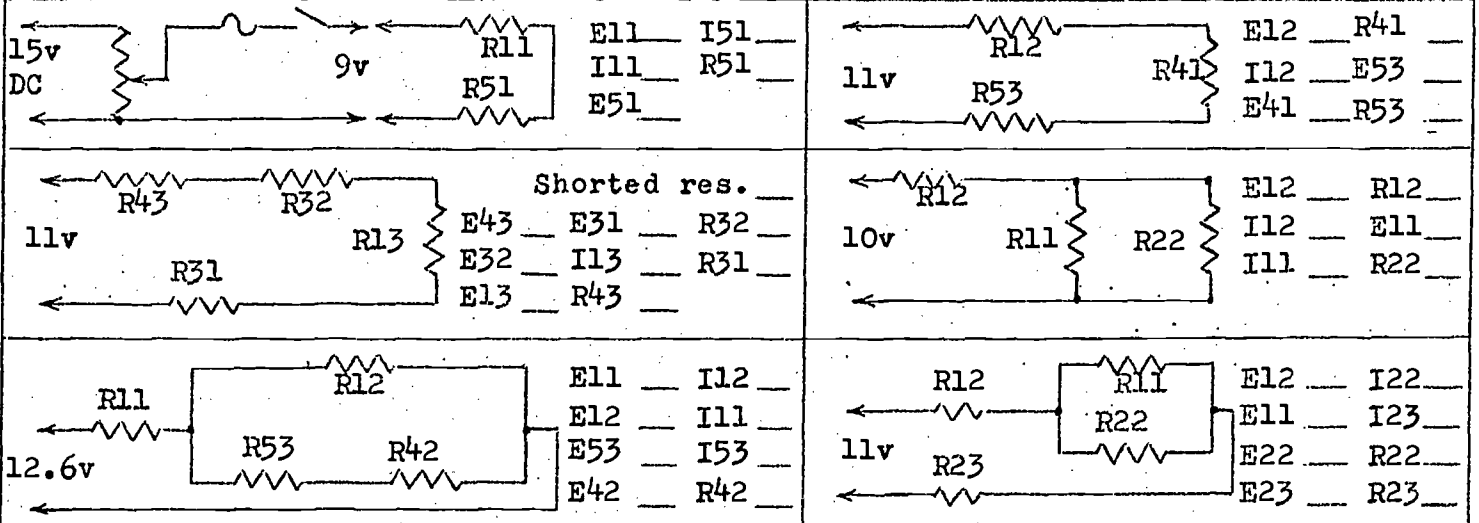 15v
DC
9v
R11
R51
E11 __ I51 __
I11 __ R51 __
E51 __
11v
R12
R41
R53
E12 __ R41 __
I12 __ E53 __
E41 __ R53 __
R43
R32
11v
R13
R31
Shorted res. __
E43 __ E31 __ R32 __
E32 __ I13 __ R31 __
E13 __ R43 __
R12
10v
R11
R22
E12 __ R12 __
I12 __ E11 __
I11 __ R22 __
R12
R11
R53
R42
12.6v
E11 __ I12 __
E12 __ I11 __
E53 __ I53 __
E42 __ R42 __
R12
R11
R22
11v
R23
E12 __ I22 __
E11 __ I23 __
E22 __ R22 __
E23 __ R23 __